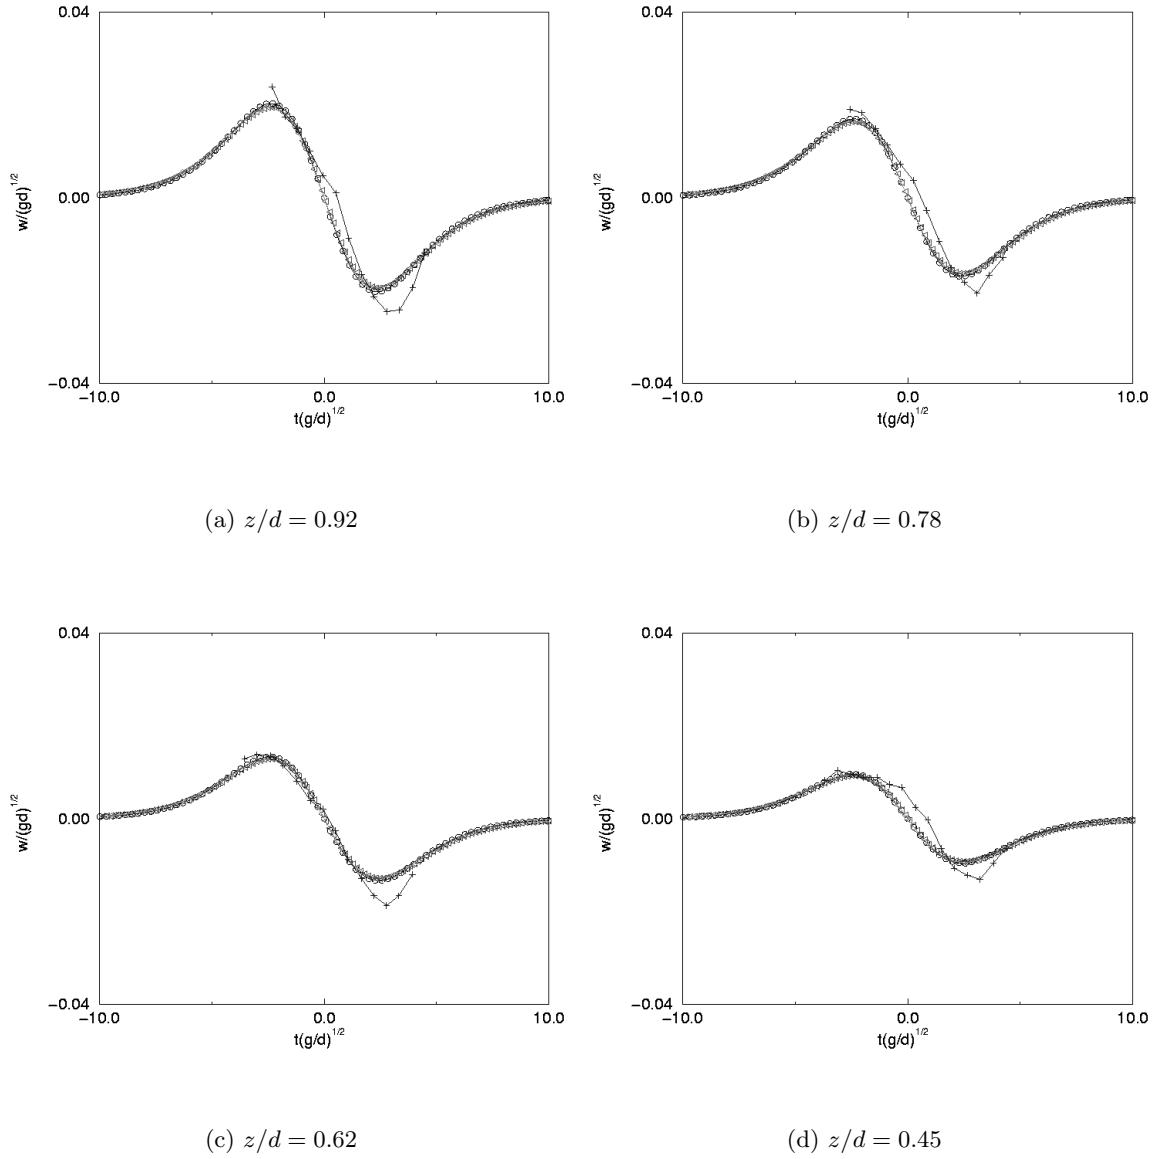 0.04
0.00
−0.04
w/(gd)^1/2
−10.0 0.0 10.0
t(g/d)^1/2
(a) z/d = 0.92
0.04
0.00
−0.04
w/(gd)^1/2
−10.0 0.0 10.0
t(g/d)^1/2
(b) z/d = 0.78
0.04
0.00
−0.04
w/(gd)^1/2
−10.0 0.0 10.0
t(g/d)^1/2
(c) z/d = 0.62
0.04
0.00
−0.04
w/(gd)^1/2
−10.0 0.0 10.0
t(g/d)^1/2
(d) z/d = 0.45